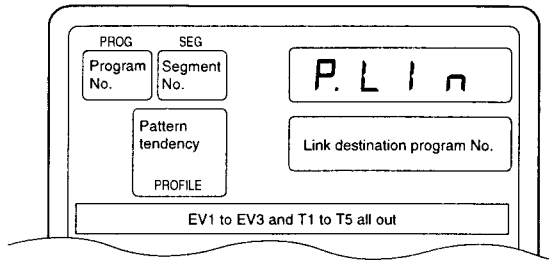 PROG SEG
Program No. Segment No. P. L I n
Pattern tendency Link destination program No.
PROFILE
EV1 to EV3 and T1 to T5 all out